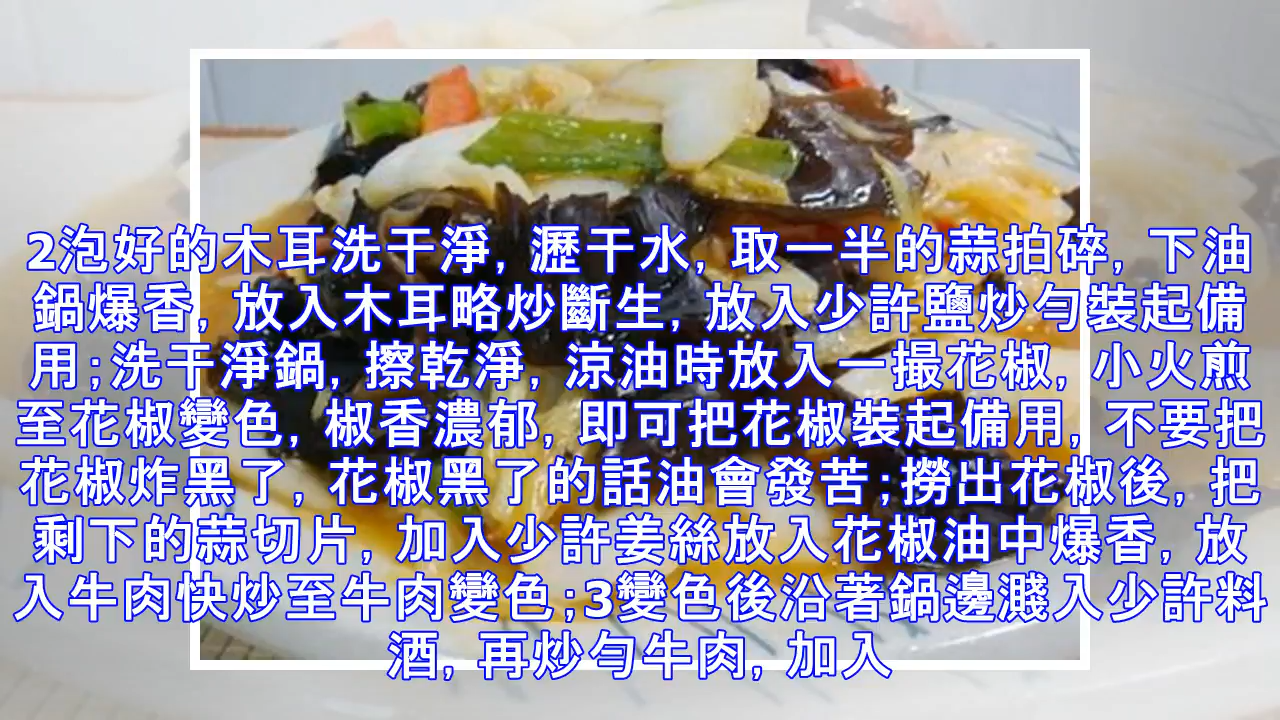 2泡好的木耳洗干淨, 瀝干水, 取一半的蒜拍碎, 下油
鍋爆香, 放入木耳略炒斷生, 放入少許鹽炒勻裝起備
用;洗干淨鍋, 擦乾淨, 涼油時放入一撮花椒, 小火煎
至花椒變色, 椒香濃郁, 即可把花椒裝起備用, 不要把
花椒炸黑了, 花椒黑了的話油會發苦;撈出花椒後, 把
剩下的蒜切片, 加入少許姜絲放入花椒油中爆香, 放
入牛肉快炒至牛肉變色;3變色後沿著鍋邊濺入少許料
酒, 再炒勻牛肉, 加入